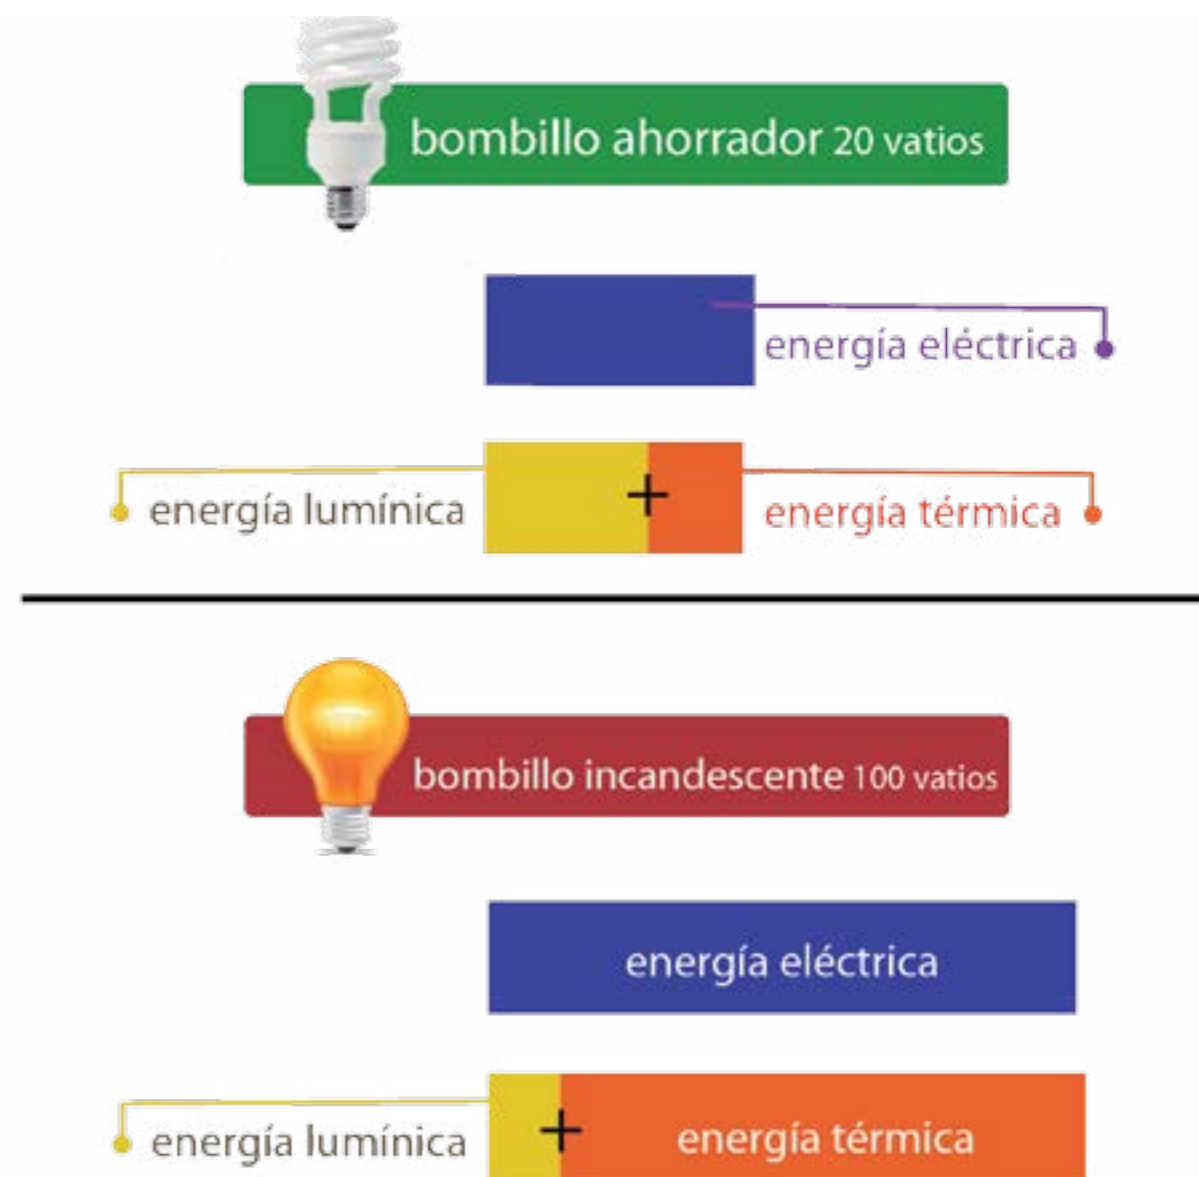 bombillo ahorrador 20 vatios
energía eléctrica
energía lumínica
+
energía térmica
bombillo incandescente 100 vatios
energía eléctrica
energía lumínica
+
energía térmica